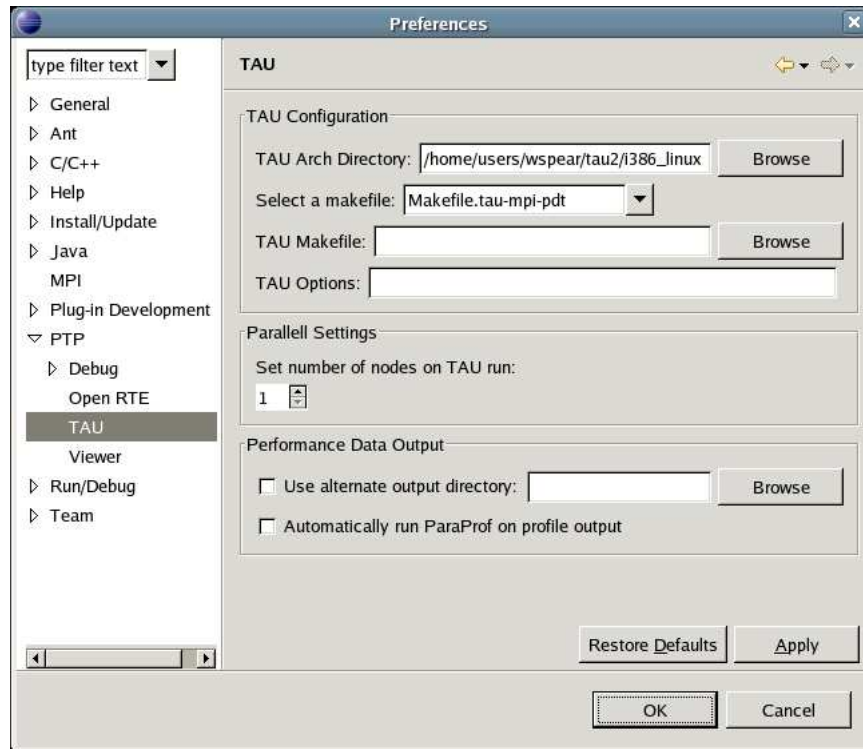 Preferences
type filter text
General
Ant
C/C++
Help
Install/Update
Java
MPI
Plug-in Development
PTP
Debug
Open RTE
TAU
Viewer
Run/Debug
Team
TAU
TAU Configuration
TAU Arch Directory: /home/users/wspear/tau2/i386_linux Browse
Select a makefile: Makefile.tau-mpi-pdt
TAU Makefile: Browse
TAU Options:
Parallell Settings
Set number of nodes on TAU run:
1
Performance Data Output
Use alternate output directory: Browse
Automatically run ParaProf on profile output
Restore Defaults Apply
OK Cancel